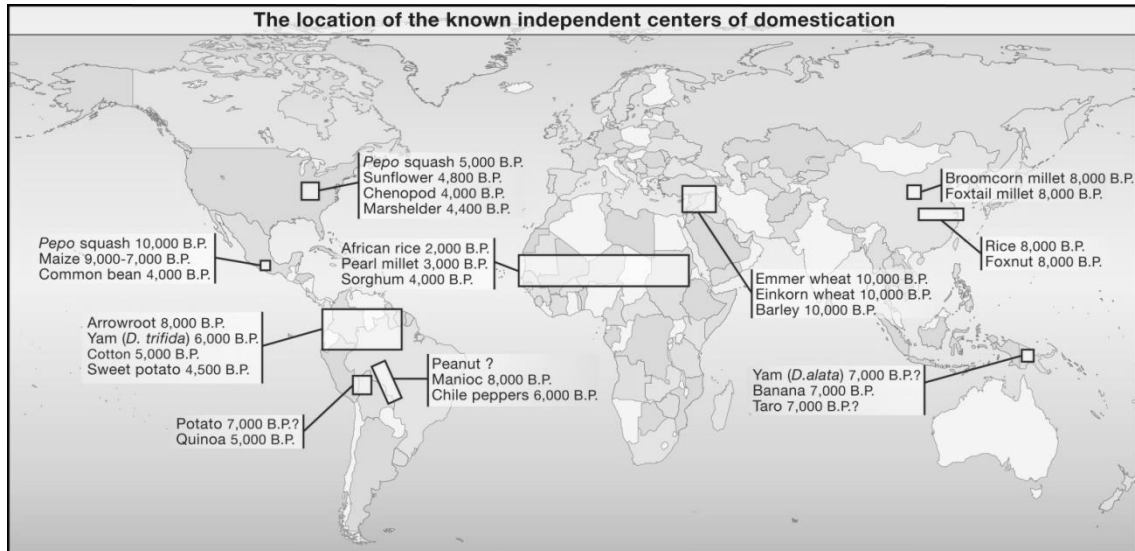 The location of the known independent centers of domestication
Pepo squash 5,000 B.P.
Sunflower 4,800 B.P.
Chenopod 4,000 B.P.
Marshelder 4,400 B.P.
Broomcorn millet 8,000 B.P.
Foxtail millet 8,000 B.P.
Pepo squash 10,000 B.P.
Maize 9,000-7,000 B.P.
Common bean 4,000 B.P.
African rice 2,000 B.P.
Pearl millet 3,000 B.P.
Sorghum 4,000 B.P.
Rice 8,000 B.P.
Foxnut 8,000 B.P.
Emmer wheat 10,000 B.P.
Einkorn wheat 10,000 B.P.
Barley 10,000 B.P.
Arrowroot 8,000 B.P.
Yam (D. trifida) 6,000 B.P.
Cotton 5,000 B.P.
Sweet potato 4,500 B.P.
Peanut ?
Manioc 8,000 B.P.
Chile peppers 6,000 B.P.
Yam (D.alata) 7,000 B.P.?
Banana 7,000 B.P.
Taro 7,000 B.P.?
Potato 7,000 B.P.?
Quinoa 5,000 B.P.